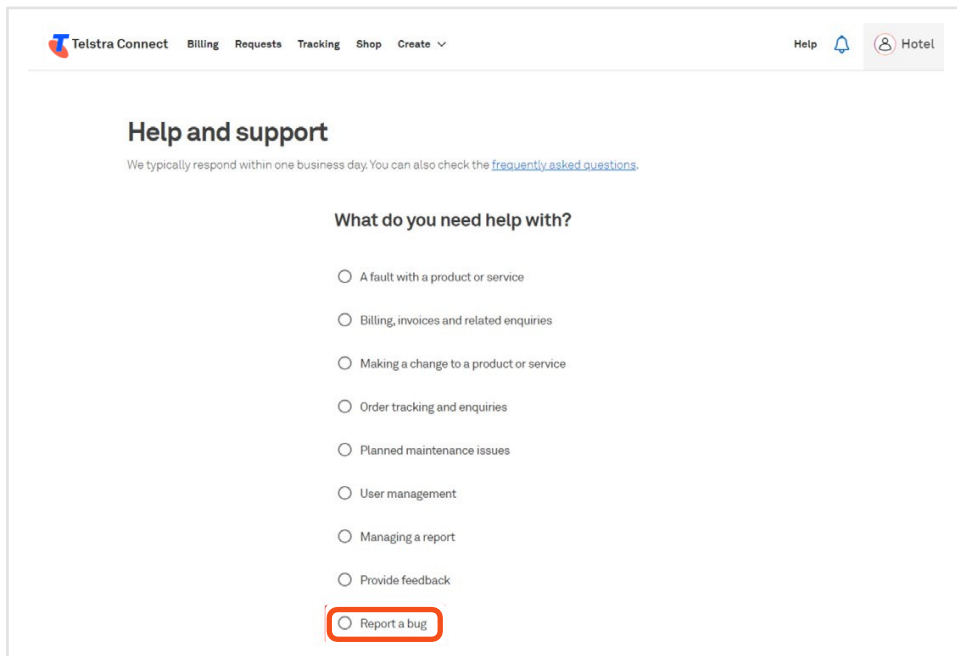 Telstra Connect Billing Requests Tracking Shop Create Help Hotel
Help and support
We typically respond within one business day. You can also check the frequently asked questions.
What do you need help with?
A fault with a product or service
Billing, invoices and related enquiries
Making a change to a product or service
Order tracking and enquiries
Planned maintenance issues
User management
Managing a report
Provide feedback
Report a bug